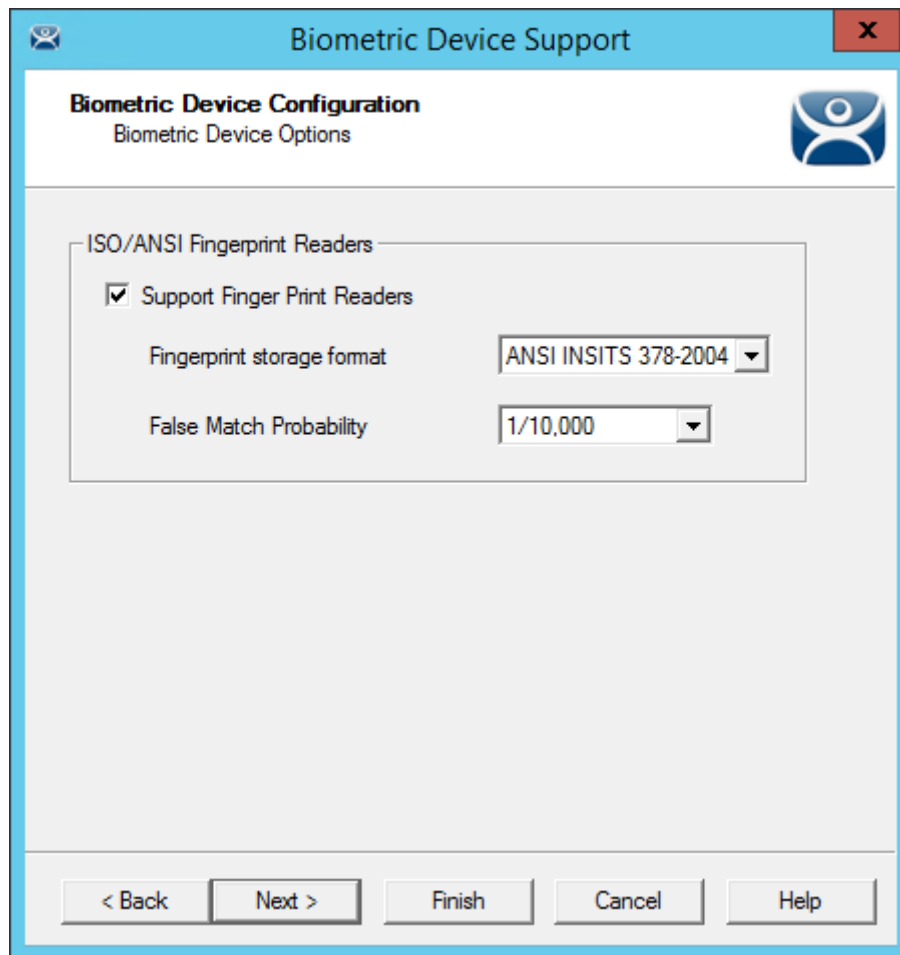 Biometric Device Support
x
Biometric Device Configuration
Biometric Device Options
ISO/ANSI Fingerprint Readers
Support Finger Print Readers
Fingerprint storage format ANSI INSITS 378-2004
False Match Probability 1/10,000
< Back Next > Finish Cancel Help